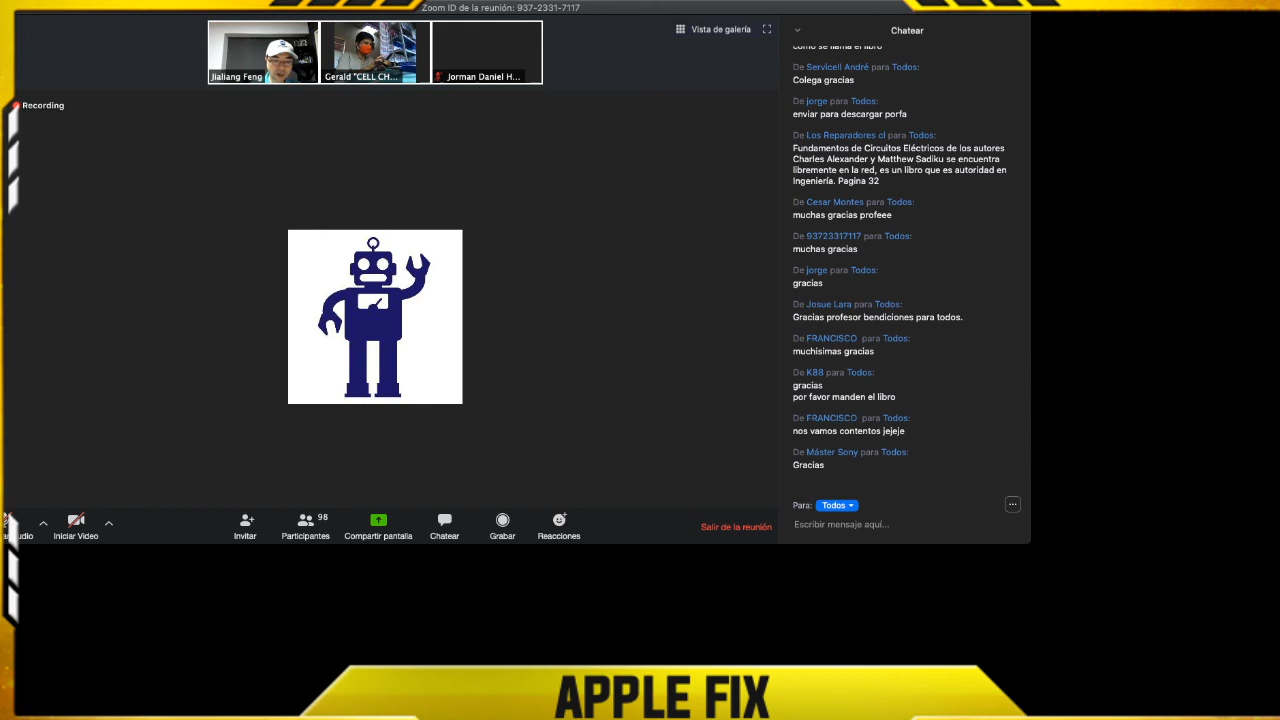 Zoom ID de la reunión: 937-2331-7117
Vista de galería
Jialiang Feng
Gerald "CELL CH...
Jorman Daniel H...
Recording
Chatear
como se llama el libro
De Servicell André para Todos:
Colega gracias
De jorge para Todos:
enviar para descargar porfa
De Los Reparadores cl para Todos:
Fundamentos de Circuitos Eléctricos de los autores
Charles Alexander y Matthew Sadiku se encuentra
libremente en la red, es un libro que es autoridad en
Ingeniería. Pagina 32
De Cesar Montes para Todos:
muchas gracias profeee
De 93723317117 para Todos:
muchas gracias
De jorge para Todos:
gracias
De Josue Lara para Todos:
Gracias profesor bendiciones para todos.
De FRANCISCO para Todos:
muchisimas gracias
De K88 para Todos:
gracias
por favor manden el libro
De FRANCISCO para Todos:
nos vamos contentos jejeje
De Máster Sony para Todos:
Gracias
Para: Todos
Escribir mensaje aquí...
Iniciar Video
Invitar
98
Participantes
Compartir pantalla
Chatear
Grabar
Reacciones
Salir de la reunión
APPLE FIX